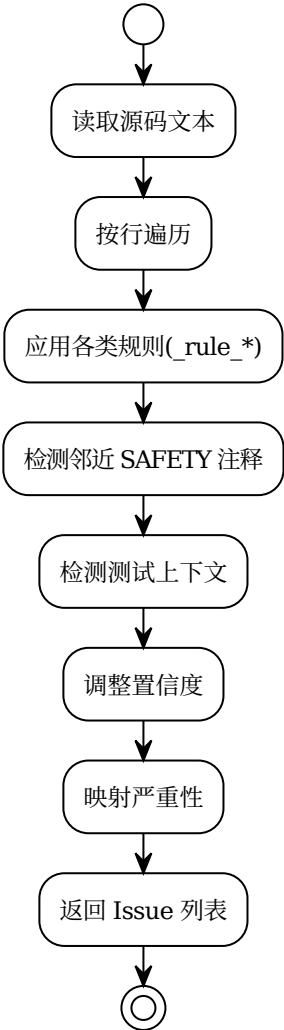 读取源码文本
按行遍历
应用各类规则(_rule_*)
检测邻近 SAFETY 注释
检测测试上下文
调整置信度
映射严重性
返回 Issue 列表